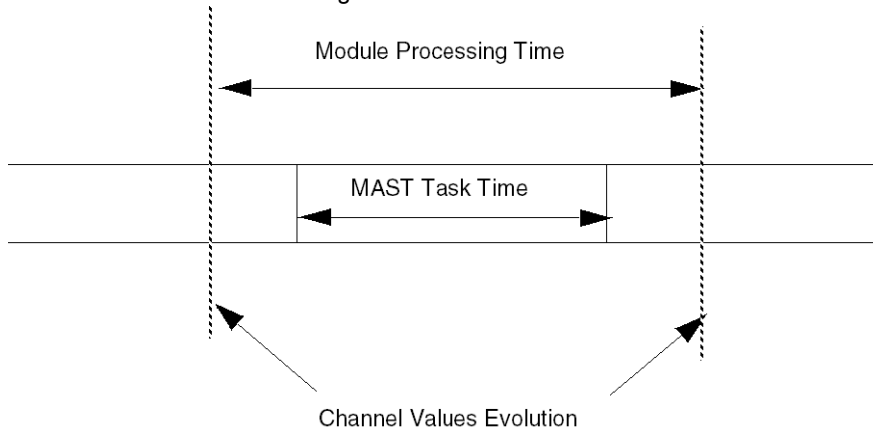 Module Processing Time
MAST Task Time
Channel Values Evolution